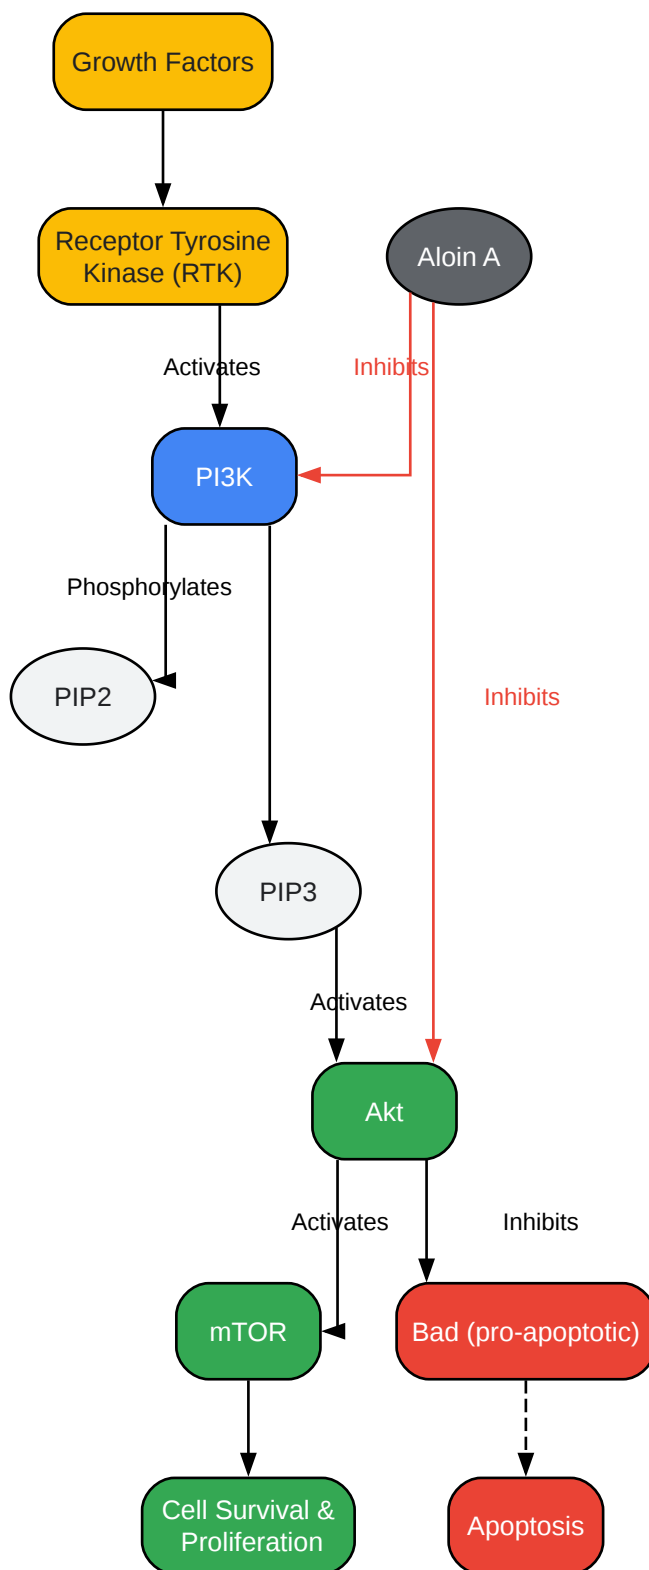 Growth Factors
Receptor Tyrosine
Kinase (RTK)
Aloin A
Activates
Inhibits
PI3K
Phosphorylates
PIP2
Inhibits
PIP3
Activates
Akt
Activates
Inhibits
mTOR
Bad (pro-apoptotic)
Cell Survival &
Proliferation
Apoptosis